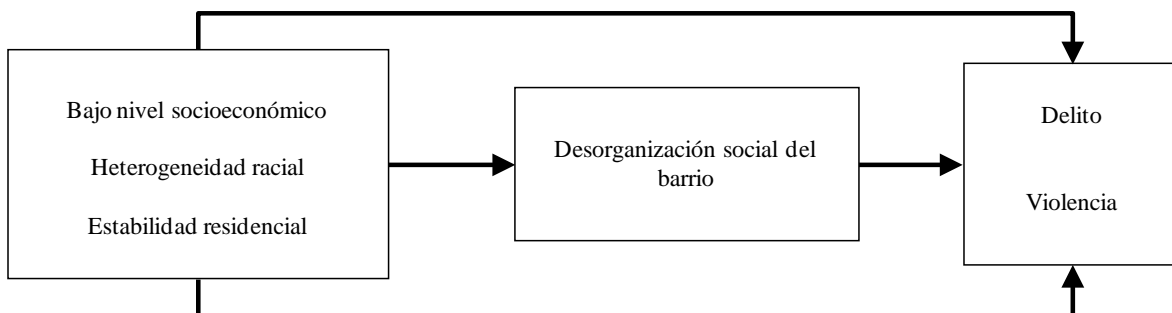 Bajo nivel socioeconómico
Heterogeneidad racial
Estabilidad residencial
Desorganización social del
barrio
Delito
Violencia